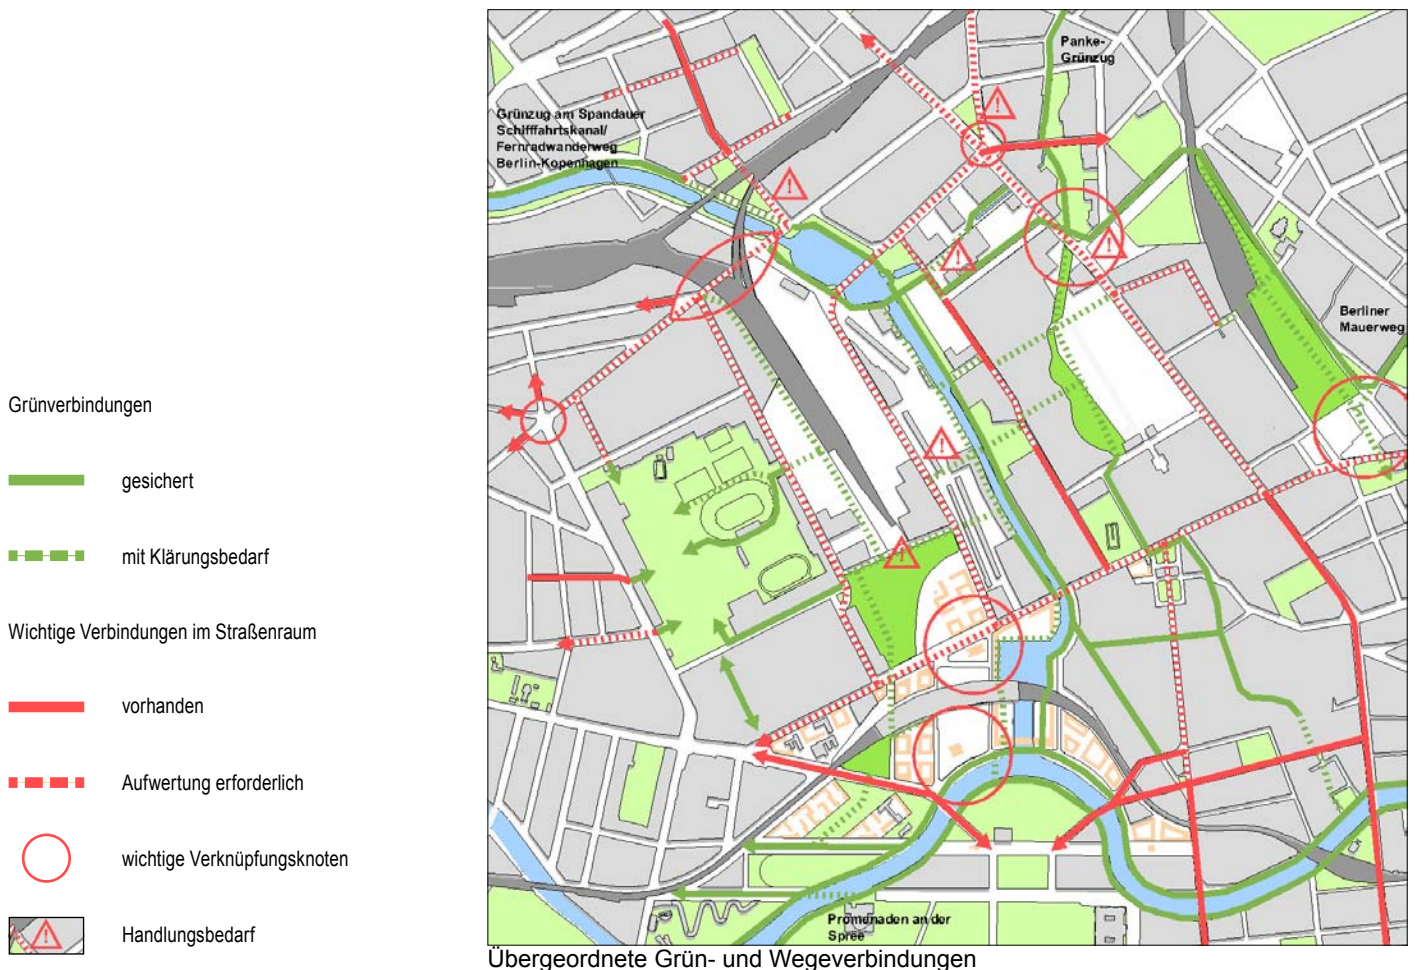 Grünverbindungen
gesichert
mit Klärungsbedarf
Wichtige Verbindungen im Straßenraum
vorhanden
Aufwertung erforderlich
wichtige Verknüpfungsknoten
Handlungsbedarf
Panke-
Grünzug
Grünzug am Spandauer
Schifffahrtskanal/
Fernradwanderweg
Berlin-Kopenhagen
Berliner
Mauerweg
Promenaden an der
Spree
Übergeordnete Grün- und Wegeverbindungen